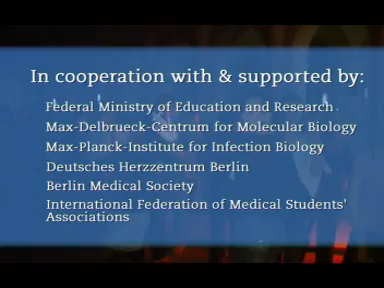 In cooperation with & supported by:
Federal Ministry of Education and Research
Max-Delbrueck-Centrum for Molecular Biology
Max-Planck-Institute for Infection Biology
Deutsches Herzzentrum Berlin
Berlin Medical Society
International Federation of Medical Students'
Associations